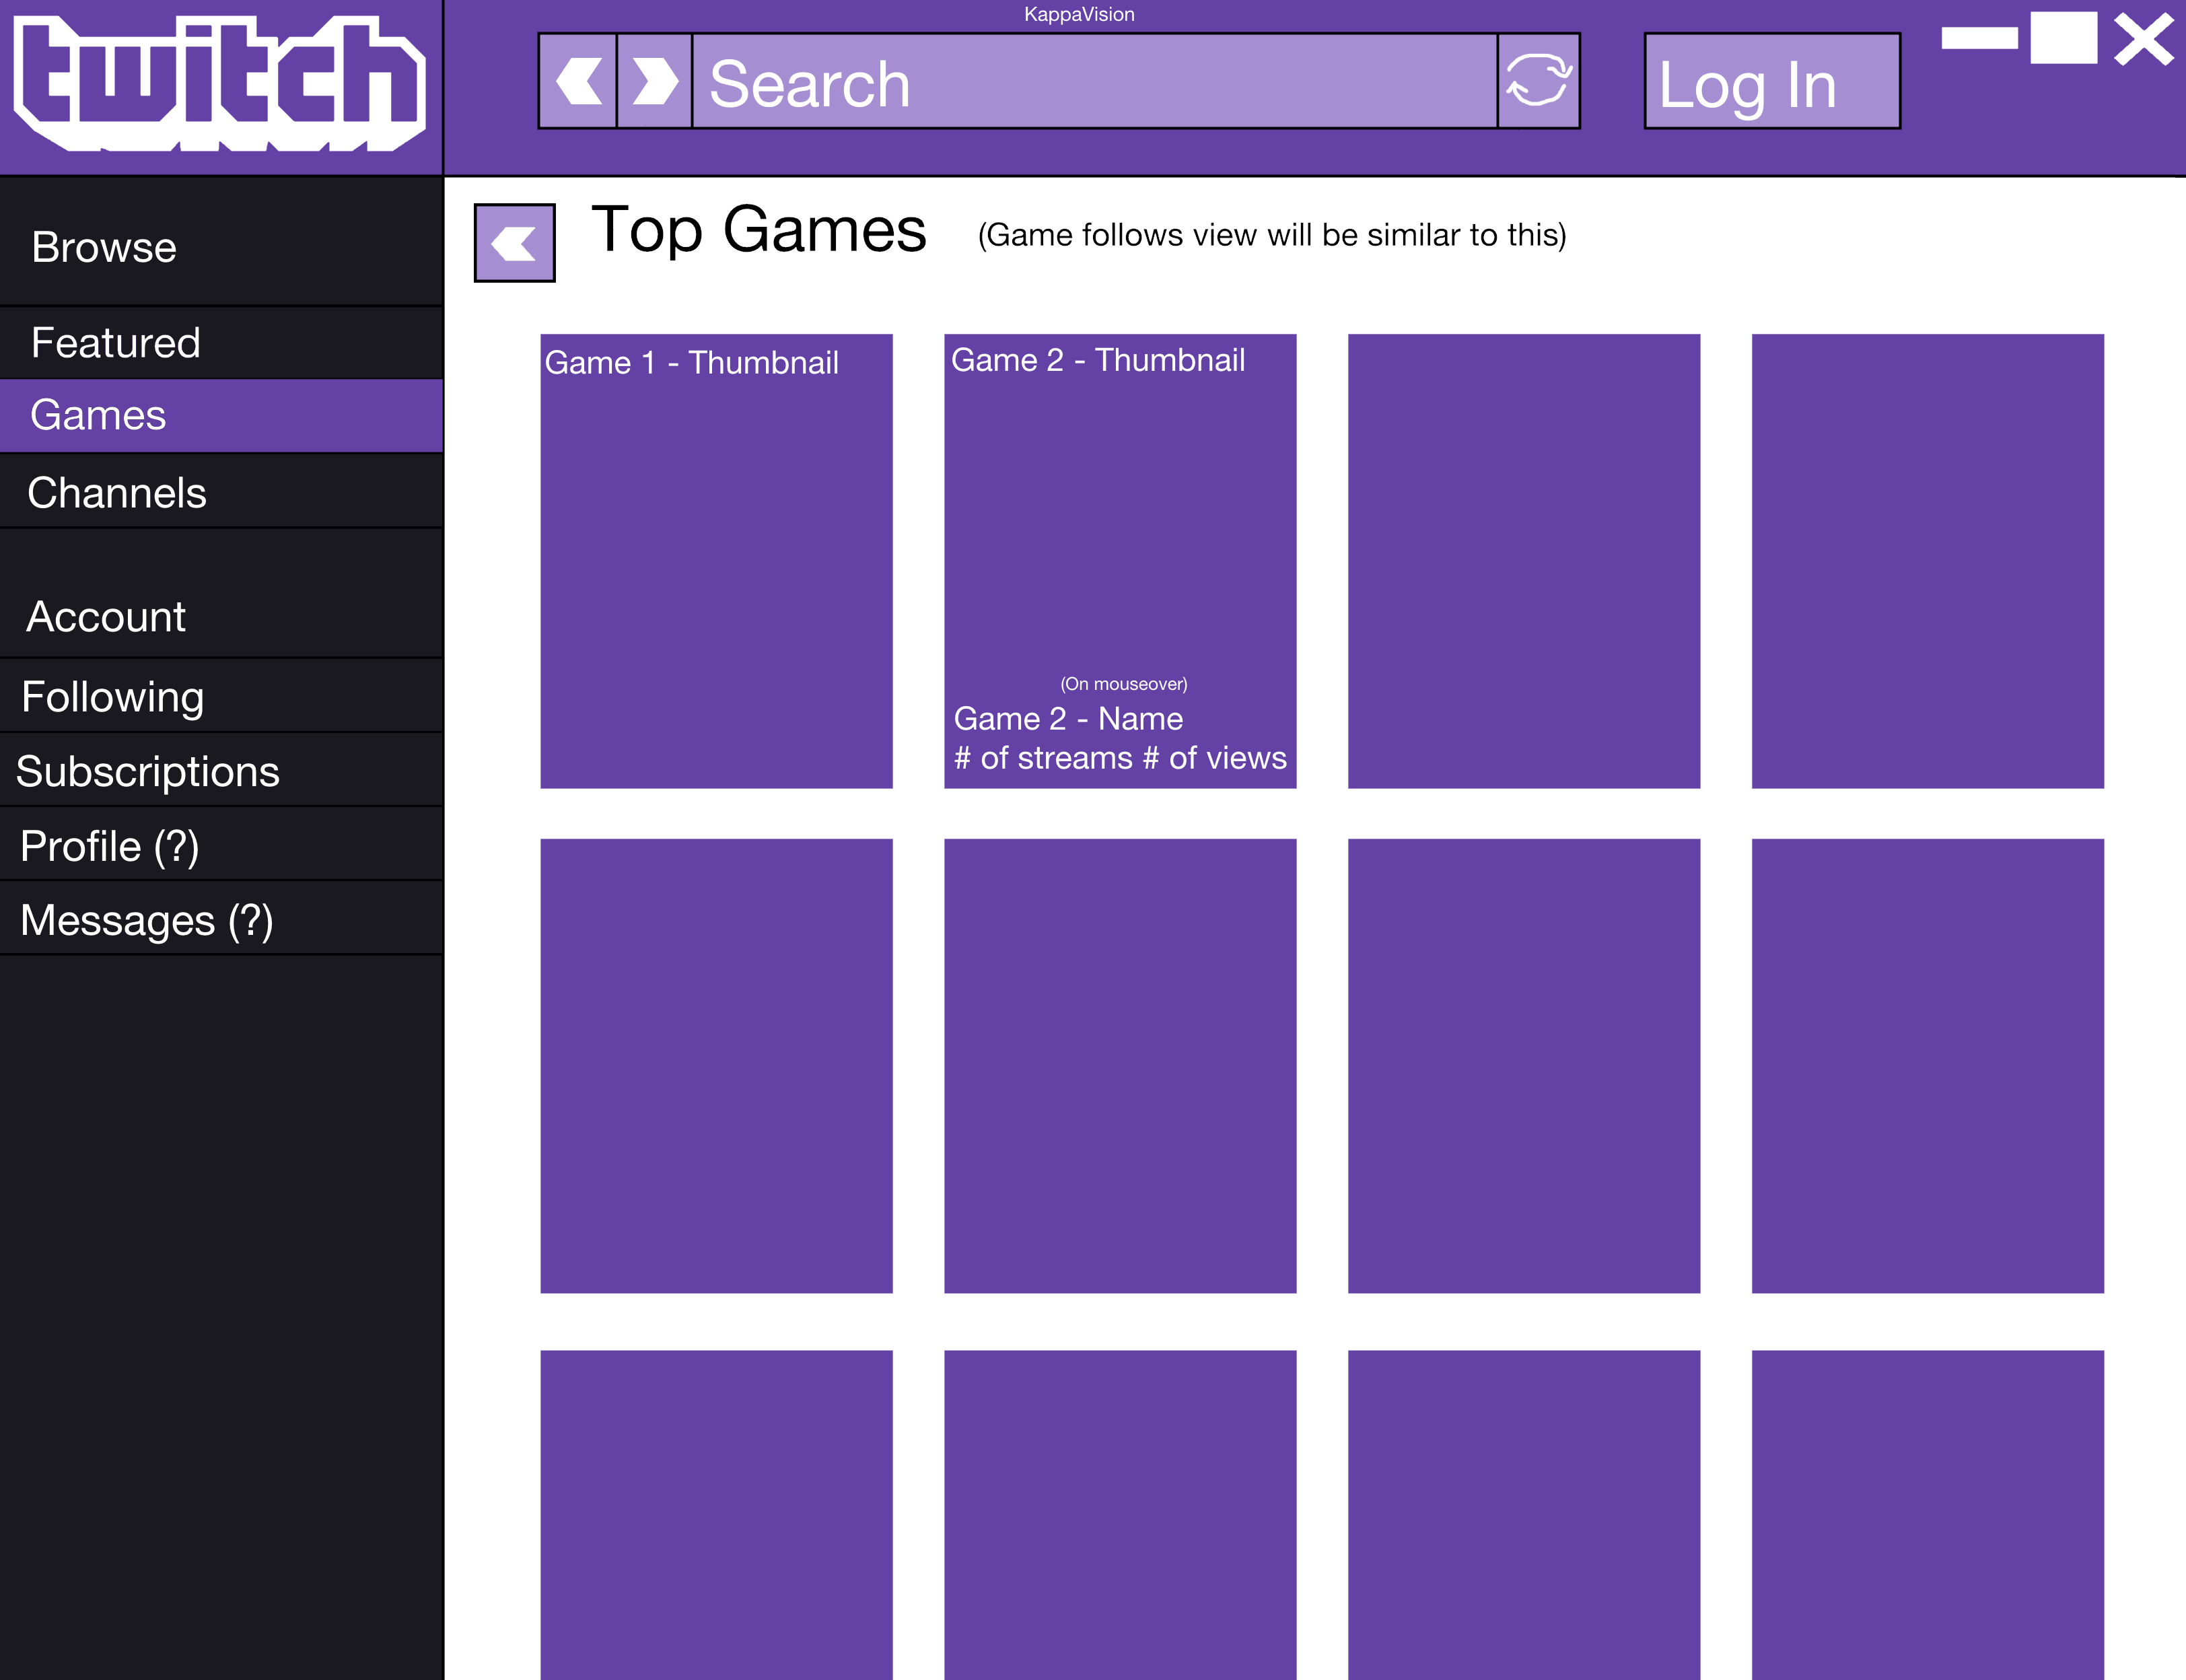 KappaVision
twitch
Search
Log In
Browse
Featured
Games
Channels
Account
Following
Subscriptions
Profile (?)
Messages (?)
Top Games
(Game follows view will be similar to this)
Game 1 - Thumbnail
Game 2 - Thumbnail
(On mouseover)
Game 2 - Name
# of streams # of views